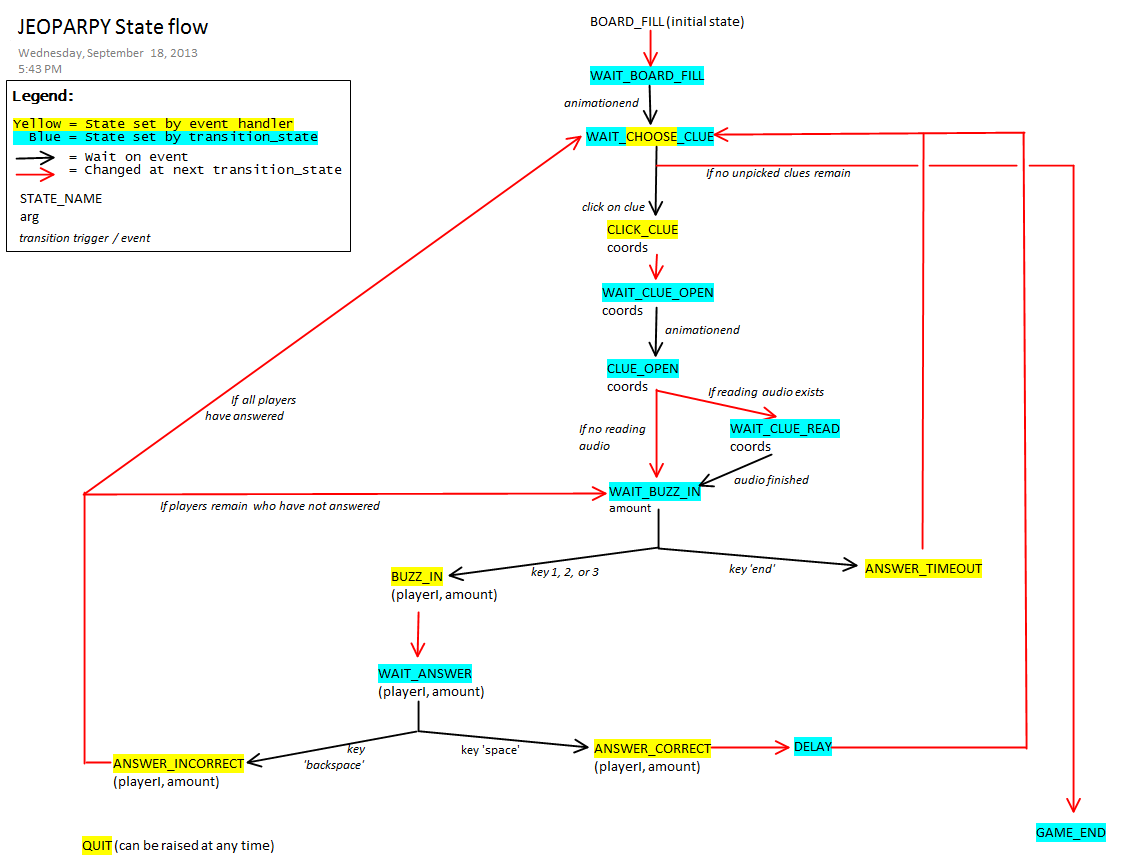 JEOPARPY State flow
Wednesday, September 18, 2013
5:43 PM
Legend:
Yellow = State set by event handler
Blue = State set by transition_state
= Wait on event
= Changed at next transition_state
STATE_NAME
arg
transition trigger / event
BOARD_FILL (initial state)
WAIT_BOARD_FILL
animationend
WAIT_CHOOSE_CLUE
If no unpicked clues remain
click on clue
CLICK_CLUE
coords
WAIT_CLUE_OPEN
coords
animationend
CLUE_OPEN
coords
If reading audio exists
If all players
have answered
If no reading
audio
WAIT_CLUE_READ
coords
audio finished
WAIT_BUZZ_IN
amount
If players remain who have not answered
key 1, 2, or 3
key 'end'
ANSWER_TIMEOUT
BUZZ_IN
(playerI, amount)
WAIT_ANSWER
(playerI, amount)
key
'backspace'
key 'space'
ANSWER_INCORRECT
(playerI, amount)
ANSWER_CORRECT
(playerI, amount)
DELAY
GAME_END
QUIT (can be raised at any time)